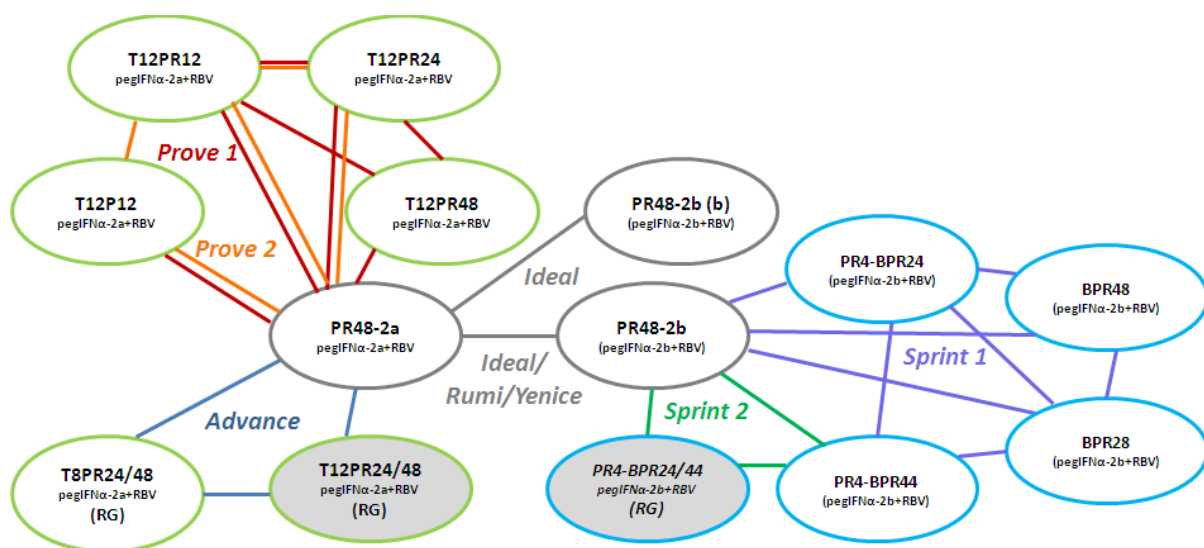 T12PR12
pegIFNα-2a+RBV
T12PR24
pegIFNα-2a+RBV
Prove 1
T12P12
pegIFNα-2a+RBV
T12PR48
pegIFNα-2a+RBV
PR48-2b (b)
(pegIFNα-2b+RBV)
Prove 2
Ideal
PR4-BPR24
(pegIFNα-2b+RBV)
BPR48
(pegIFNα-2b+RBV)
PR48-2a
pegIFNα-2a+RBV
PR48-2b
(pegIFNα-2b+RBV)
Sprint 1
Ideal/
Rumi/Yenice
Advance
Sprint 2
T8PR24/48
pegIFNα-2a+RBV
(RG)
T12PR24/48
pegIFNα-2a+RBV
(RG)
PR4-BPR24/44
pegIFNα-2b+RBV
(RG)
PR4-BPR44
(pegIFNα-2b+RBV)
BPR28
(pegIFNα-2b+RBV)